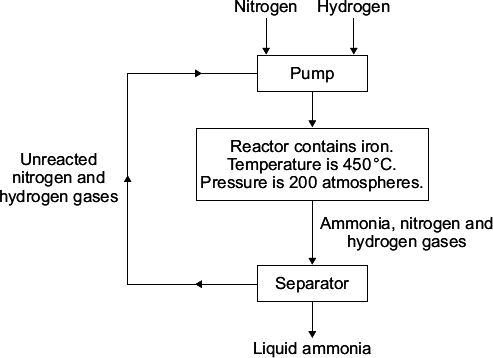 Nitrogen Hydrogen
Pump
Reactor contains iron.
Temperature is 450°C.
Pressure is 200 atmospheres.
Unreacted
nitrogen and
hydrogen gases
Ammonia, nitrogen and
hydrogen gases
Separator
Liquid ammonia